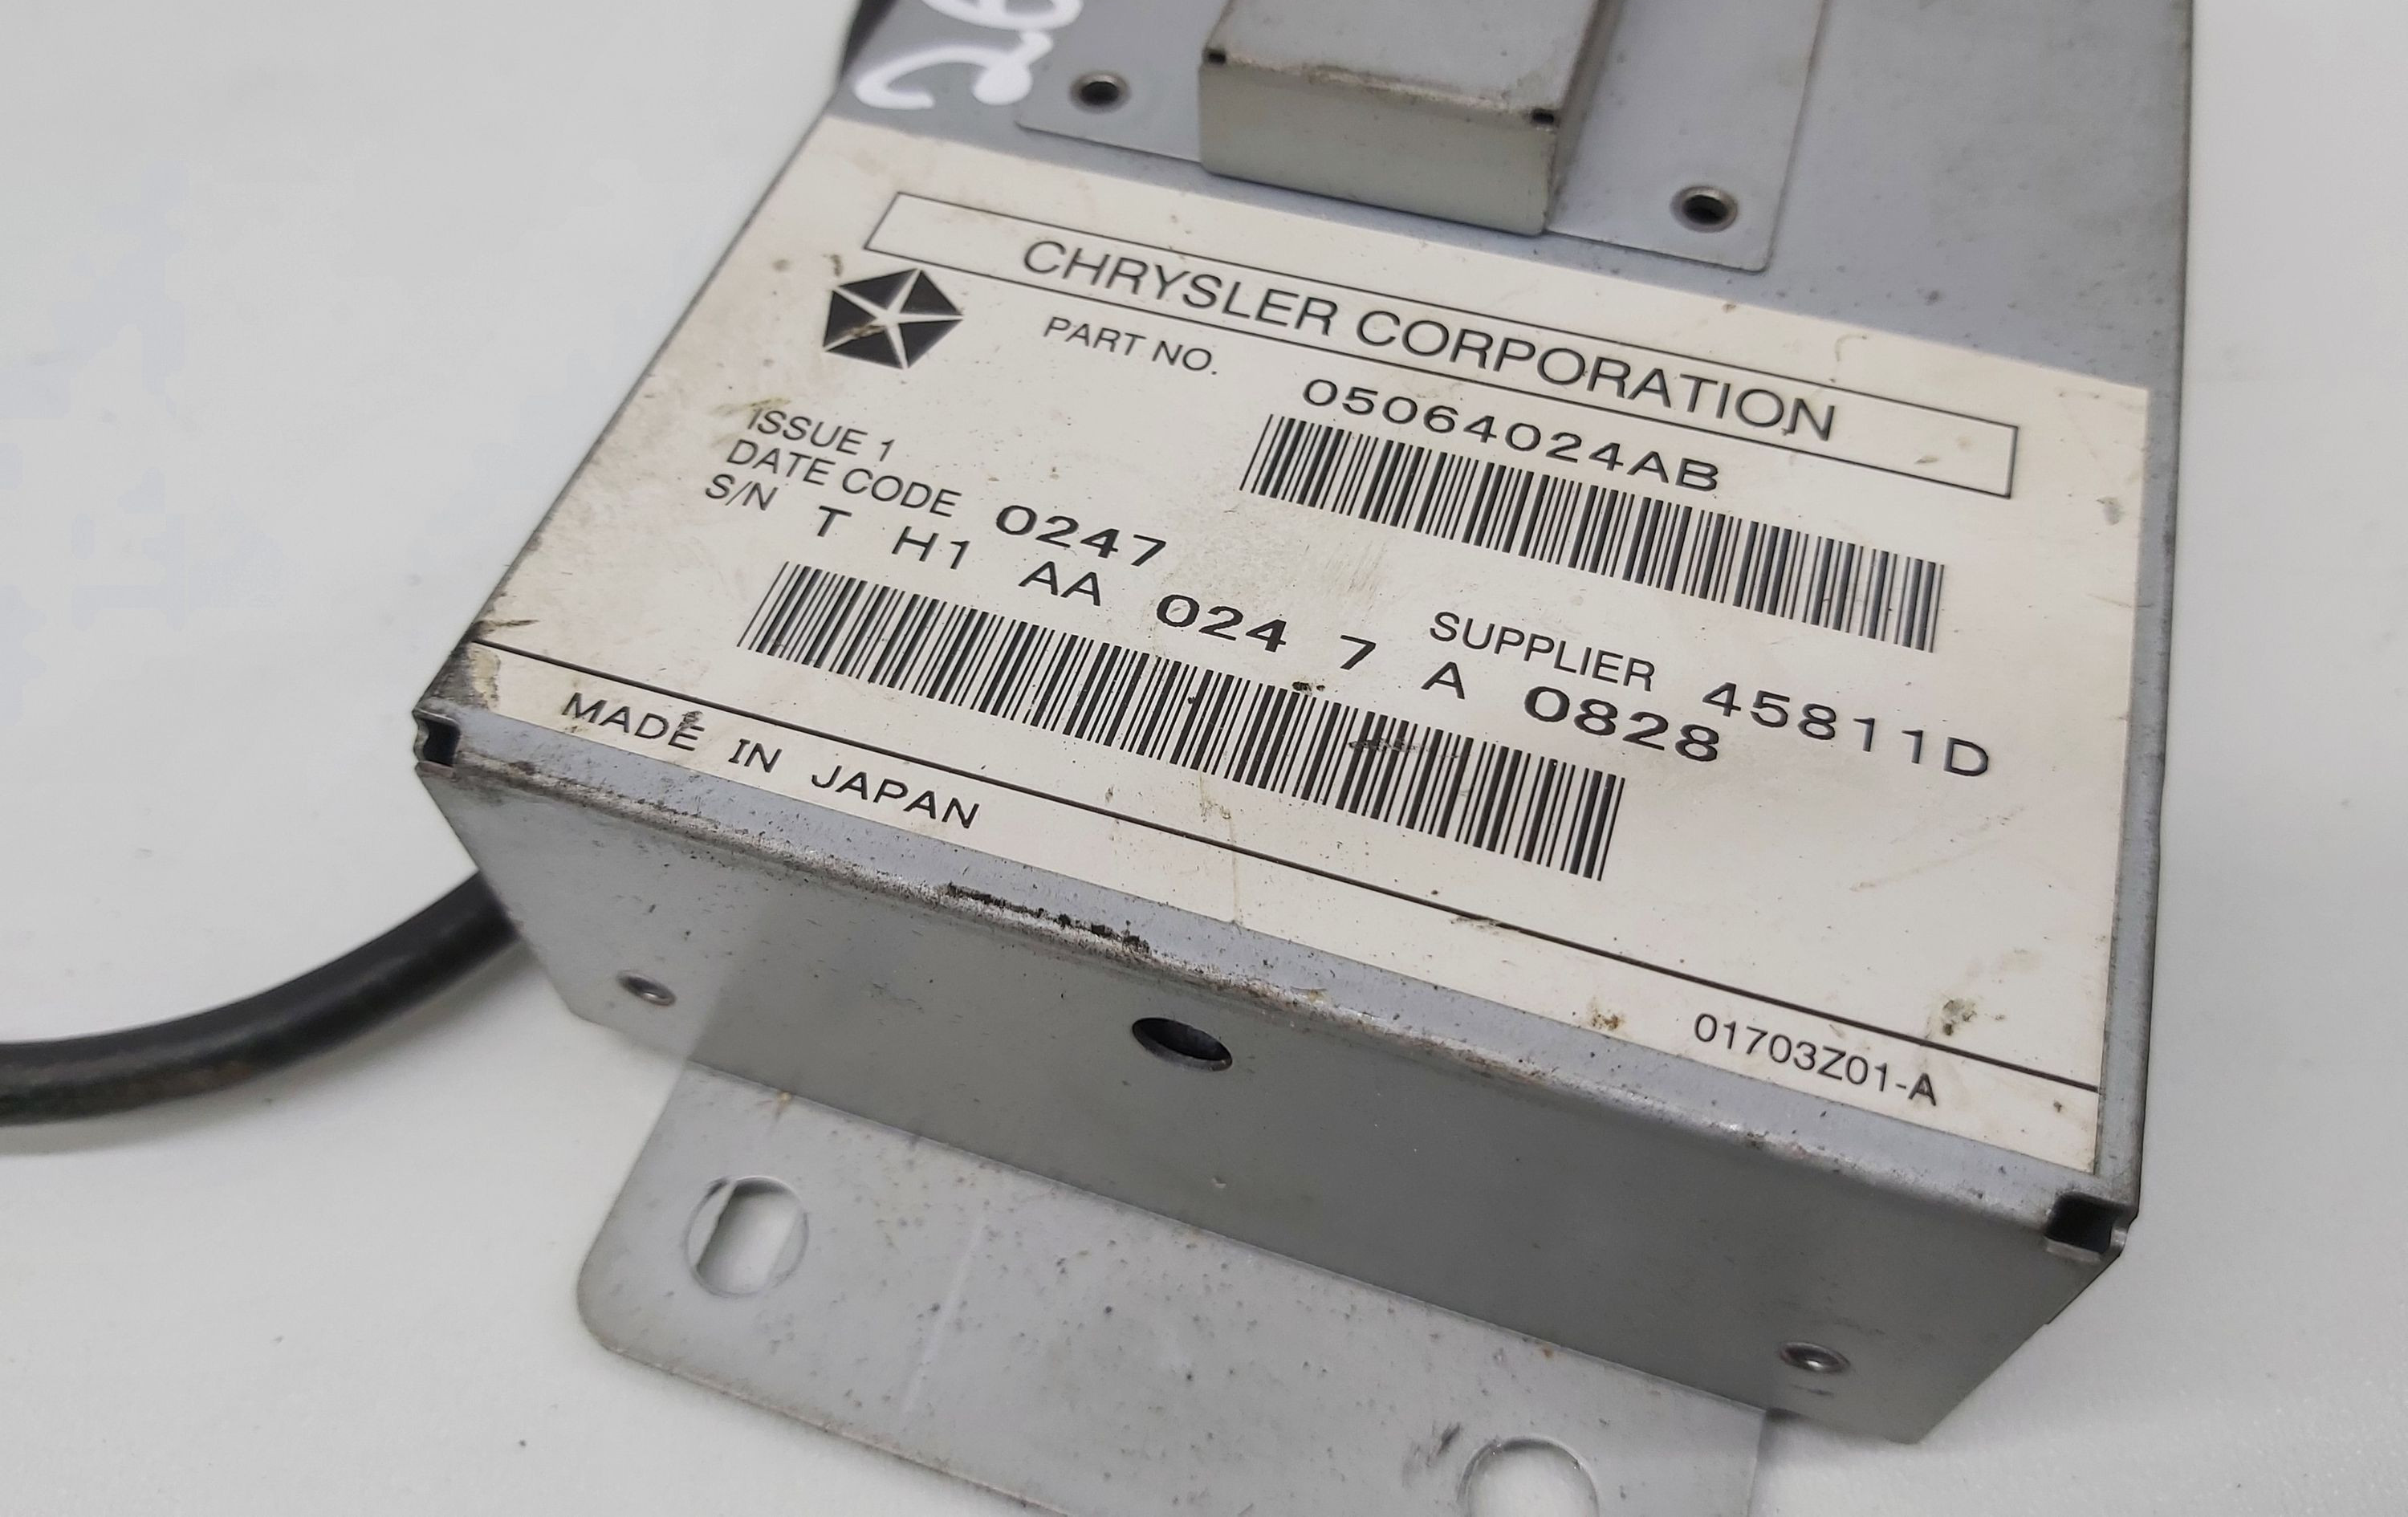 CHRYSLER CORPORATION
PART NO. 05064024AB
ISSUE 1
DATE CODE 0247 SUPPLIER 45811D
S/N T H1 AA 024 7 A 0828
MADE IN JAPAN 01703Z01-A